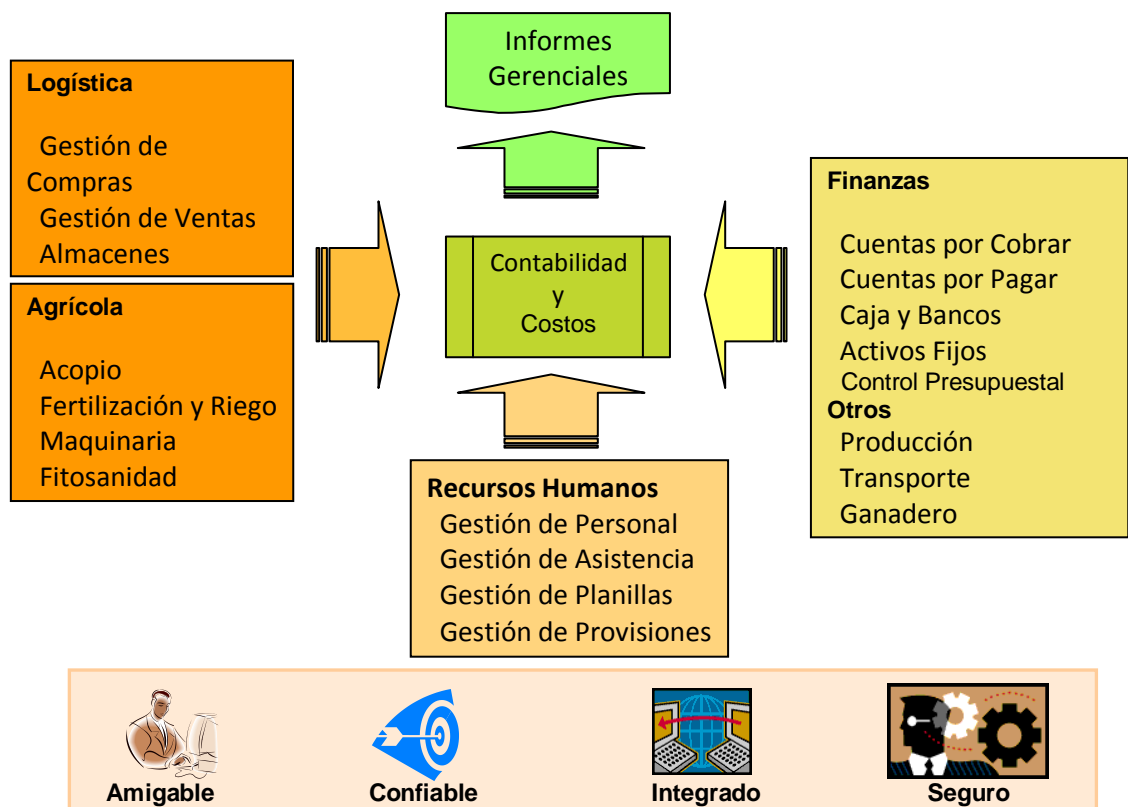 Informes
Gerenciales
Logística
Gestión de
Compras
Gestión de Ventas
Almacenes
Agrícola
Acopio
Fertilización y Riego
Maquinaria
Fitosanidad
Contabilidad
y
Costos
Finanzas
Cuentas por Cobrar
Cuentas por Pagar
Caja y Bancos
Activos Fijos
Control Presupuestal
Otros
Producción
Transporte
Ganadero
Recursos Humanos
Gestión de Personal
Gestión de Asistencia
Gestión de Planillas
Gestión de Provisiones
Amigable
Confiable
Integrado
Seguro